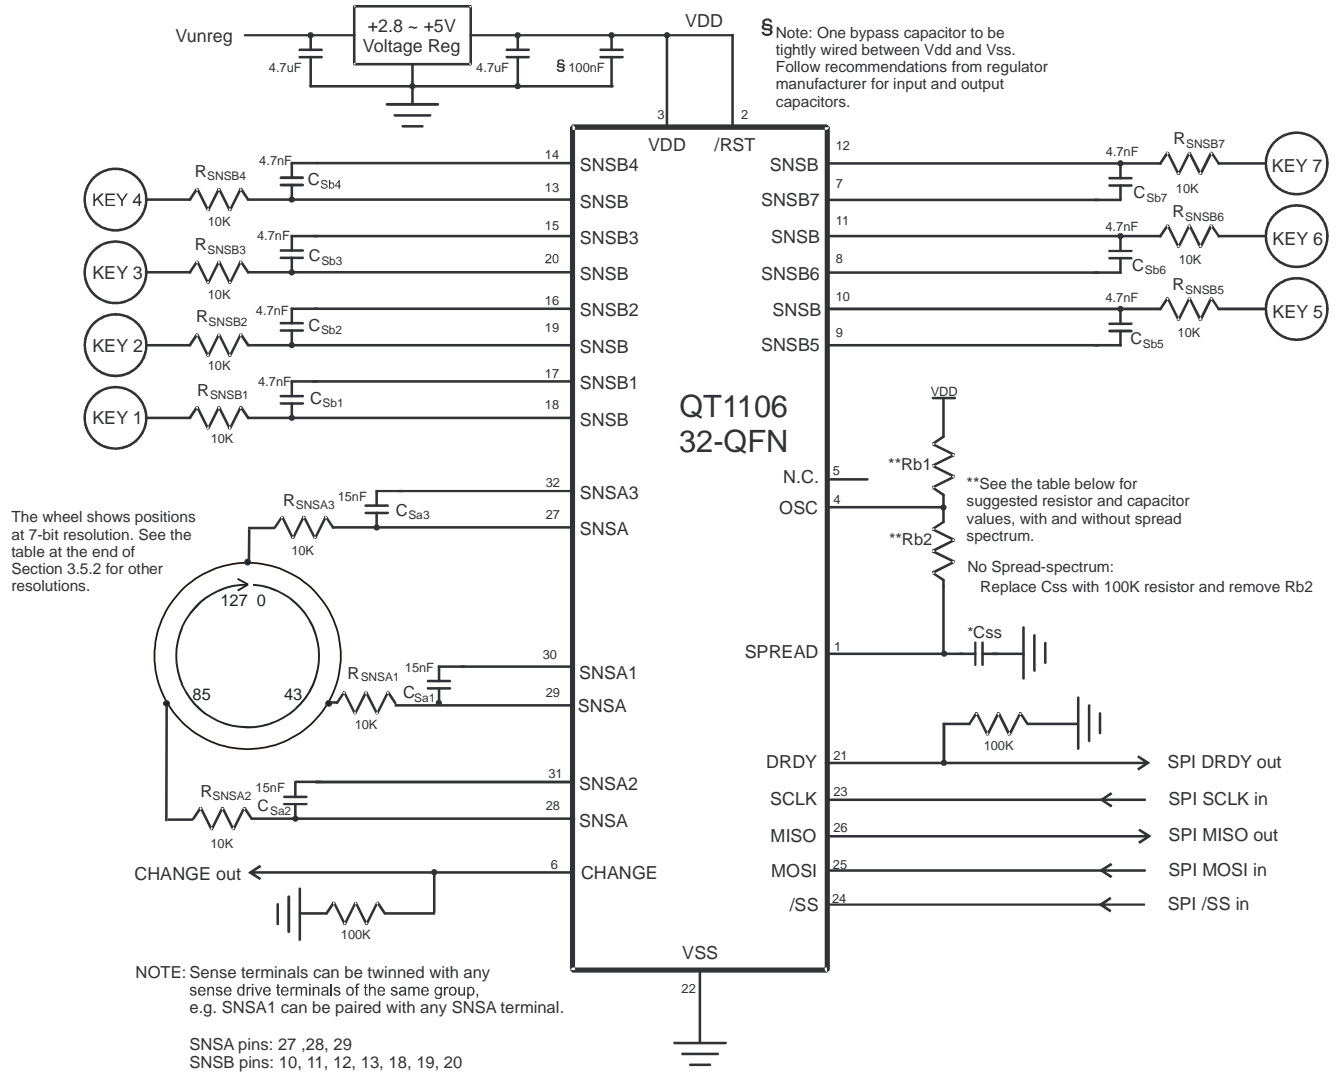 Vunreg
+2.8 ~ +5V
Voltage Reg
4.7uF
4.7uF
§ 100nF
VDD
§ Note: One bypass capacitor to be
tightly wired between Vdd and Vss.
Follow recommendations from regulator
manufacturer for input and output
capacitors.
3
2
VDD
/RST
KEY 4
RSNSB4
10K
4.7nF
CSb4
14
SNSB4
13
SNSB
KEY 3
RSNSB3
10K
4.7nF
CSb3
15
SNSB3
20
SNSB
KEY 2
RSNSB2
10K
4.7nF
CSb2
16
SNSB2
19
SNSB
KEY 1
RSNSB1
10K
4.7nF
CSb1
17
SNSB1
18
SNSB
SNSB
12
SNSB7
7
4.7nF
CSb7
RSNSB7
10K
KEY 7
SNSB
11
SNSB6
8
4.7nF
CSb6
RSNSB6
10K
KEY 6
SNSB
10
SNSB5
9
4.7nF
CSb5
RSNSB5
10K
KEY 5
QT1106
32-QFN
VDD
**Rb1
N.C.
5
OSC
4
**Rb2
**See the table below for
suggested resistor and capacitor
values, with and without spread
spectrum.
No Spread-spectrum:
Replace Css with 100K resistor and remove Rb2
SPREAD
1
*Css
The wheel shows positions
at 7-bit resolution. See the
table at the end of
Section 3.5.2 for other
resolutions.
RSNSA3
10K
15nF
CSa3
32
SNSA3
27
SNSA
127 0
85
43
RSNSA1
10K
15nF
CSa1
30
SNSA1
29
SNSA
RSNSA2
10K
15nF
CSa2
31
SNSA2
28
SNSA
CHANGE out
6
CHANGE
100K
100K
DRDY
21
SPI DRDY out
SCLK
23
SPI SCLK in
MISO
26
SPI MISO out
MOSI
25
SPI MOSI in
/SS
24
SPI /SS in
VSS
22
NOTE: Sense terminals can be twinned with any
sense drive terminals of the same group,
e.g. SNSA1 can be paired with any SNSA terminal.
SNSA pins: 27 ,28, 29
SNSB pins: 10, 11, 12, 13, 18, 19, 20